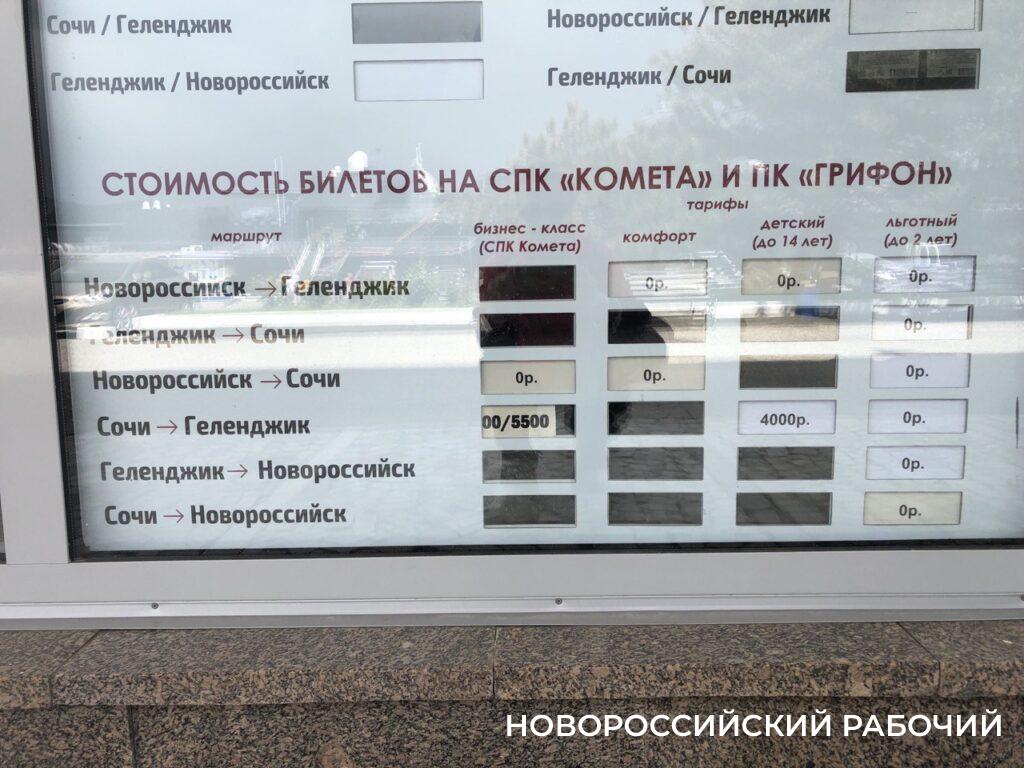 Сочи / Геленджик
Новороссийск / Геленджик
Геленджик / Новороссийск
Геленджик / Сочи
СТОИМОСТЬ БИЛЕТОВ НА СПК «КОМЕТА» И ПК «ГРИФОН»
тарифы
маршрут
бизнес - класс
(СПК Комета)
комфорт
детский
(до 14 лет)
льготный
(до 2 лет)
Новороссийск → Геленджик 0р. 0р. 0р.
Геленджик → Сочи 0р.
Новороссийск → Сочи 0р. 0р. 0р.
Сочи → Геленджик 00/5500 4000р. 0р.
Геленджик → Новороссийск 0р.
Сочи → Новороссийск 0р.
НОВОРОССИЙСКИЙ РАБОЧИЙ